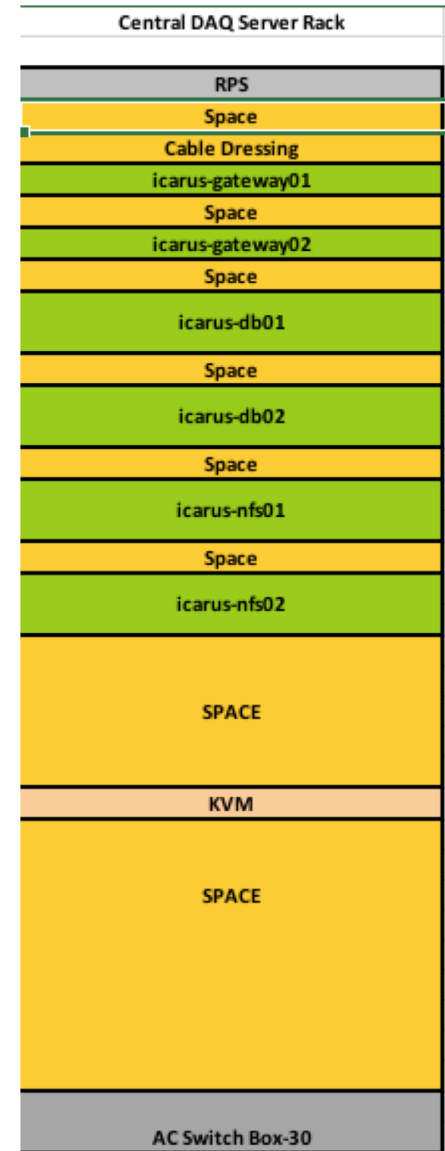 Central DAQ Server Rack
RPS
Space
Cable Dressing
icarus-gateway01
Space
icarus-gateway02
Space
icarus-db01
Space
icarus-db02
Space
icarus-nfs01
Space
icarus-nfs02
SPACE
KVM
SPACE
AC Switch Box-30